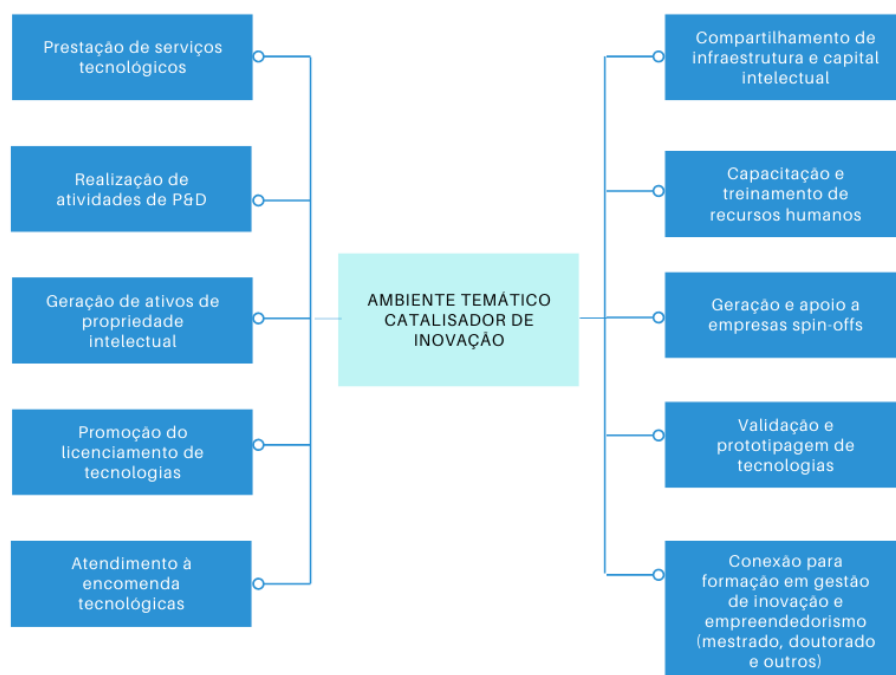 Prestação de serviços
tecnológicos
Realização de
atividades de P&D
Geração de ativos de
propriedade
intelectual
Promoção do
licenciamento de
tecnologias
Atendimento à
encomenda
tecnológicas
AMBIENTE TEMÁTICO
CATALISADOR DE
INOVAÇÃO
Compartilhamento de
infraestrutura e capital
intelectual
Capacitação e
treinamento de
recursos humanos
Geração e apoio a
empresas spin-offs
Validação e
prototipagem de
tecnologias
Conexão para
formação em gestão
de inovação e
empreendedorismo
(mestrado, doutorado
e outros)